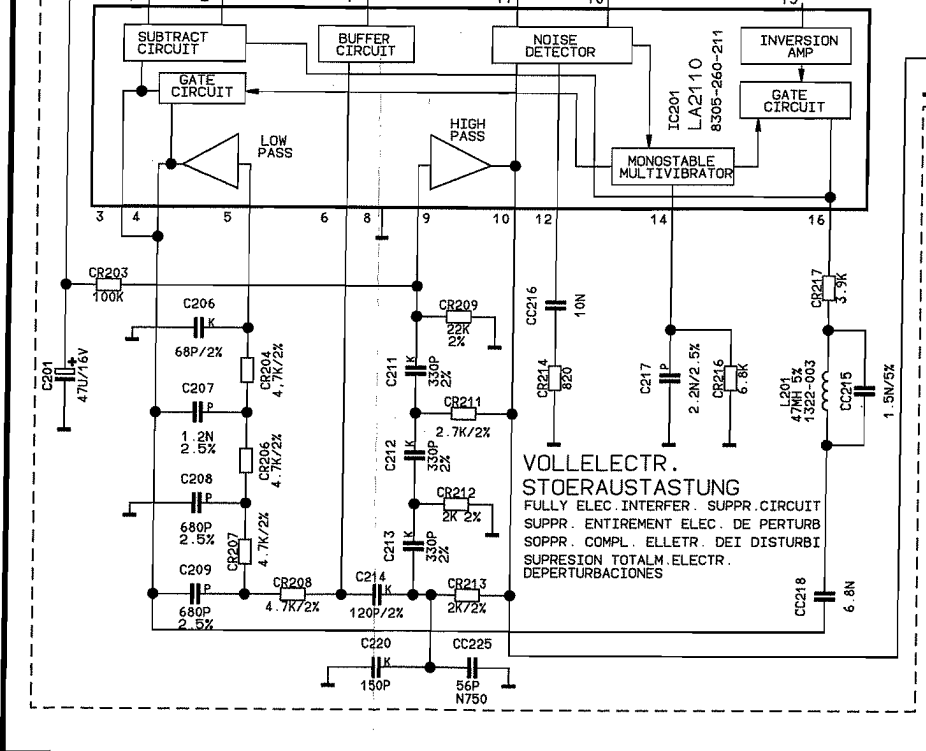 SUBTRACT
CIRCUIT
BUFFER
CIRCUIT
NOISE
DETECTOR
INVERSION
AMP
IC201
LA2110
8305-260-211
GATE
CIRCUIT
GATE
CIRCUIT
LOW
PASS
HIGH
PASS
MONOSTABLE
MULTIVIBRATOR
3 4 5 6 8 9 10 12 14 16
CR203
100K
C206
K
68P/2%
CR204
4,7K/2%
C201
+
47U/16V
C207
P
1.2N
2.5%
CR206
4.7K/2%
C208
P
680P
2.5%
CR207
4.7K/2%
C209
P
680P
2.5%
CR208
4.7K/2%
C214
K
120P/2%
CR213
2K/2%
C220
K
150P
CC225
56P
N750
CR209
22K
2%
C211
K
330P
2%
CR211
2.7K/2%
C212
K
330P
2%
CR212
2K 2%
C213
K
330P
2%
CC216
10N
CR214
820
C217
P
2.2N/2.5%
CR216
6.8K
CR217
3.9K
L201
47MH 5%
1322-003
CC215
1.5N/5%
CC218
6.8N
VOLLELECTR.
STOERAUSTASTUNG
FULLY ELEC.INTERFER. SUPPR.CIRCUIT
SUPPR. ENTIREMENT ELEC. DE PERTURB
SOPPR. COMPL. ELLETR. DEI DISTURBI
SUPRESION TOTALM.ELECTR.
DEPERTURBACIONES